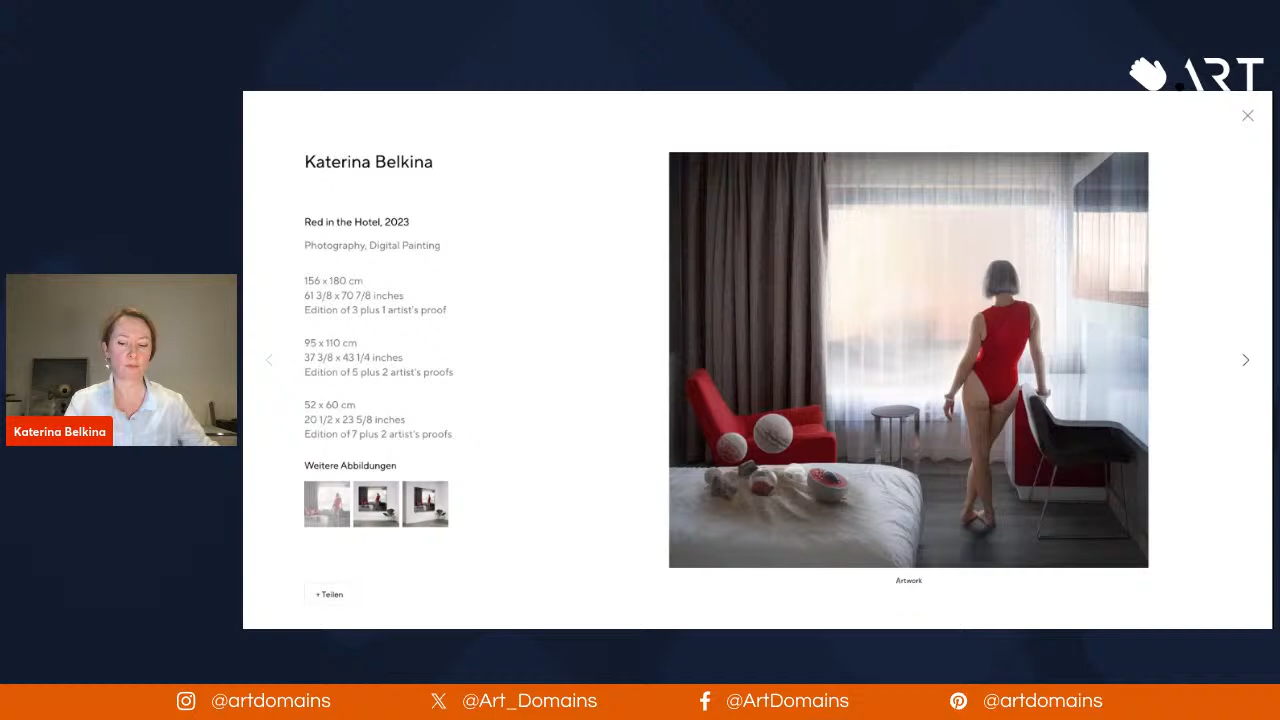 .ART
Katerina Belkina
Red in the Hotel, 2023
Photography, Digital Painting
156 x 180 cm
61 3/8 x 70 7/8 inches
Edition of 3 plus 1 artist's proof
95 x 110 cm
37 3/8 x 43 1/4 inches
Edition of 5 plus 2 artist's proofs
52 x 60 cm
20 1/2 x 23 5/8 inches
Edition of 7 plus 2 artist's proofs
Weitere Abbildungen
+ Teilen
Artwork
Katerina Belkina
@artdomains
@Art_Domains
@ArtDomains
@artdomains